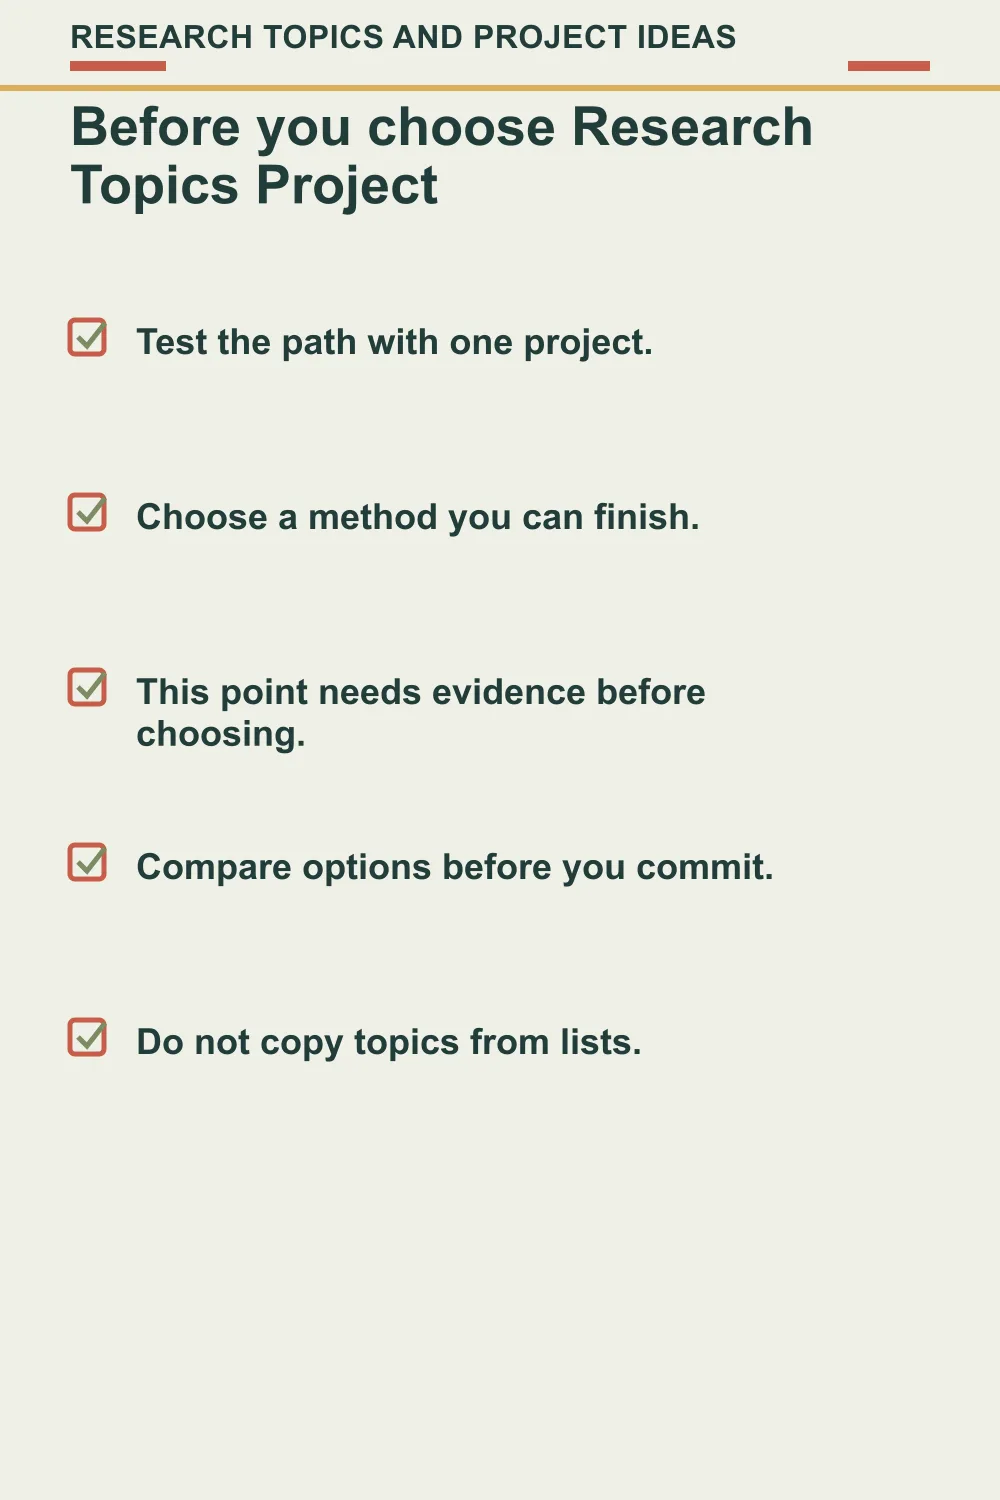 RESEARCH TOPICS AND PROJECT IDEAS
Before you choose Research
Topics Project
Test the path with one project.
Choose a method you can finish.
This point needs evidence before
choosing.
Compare options before you commit.
Do not copy topics from lists.